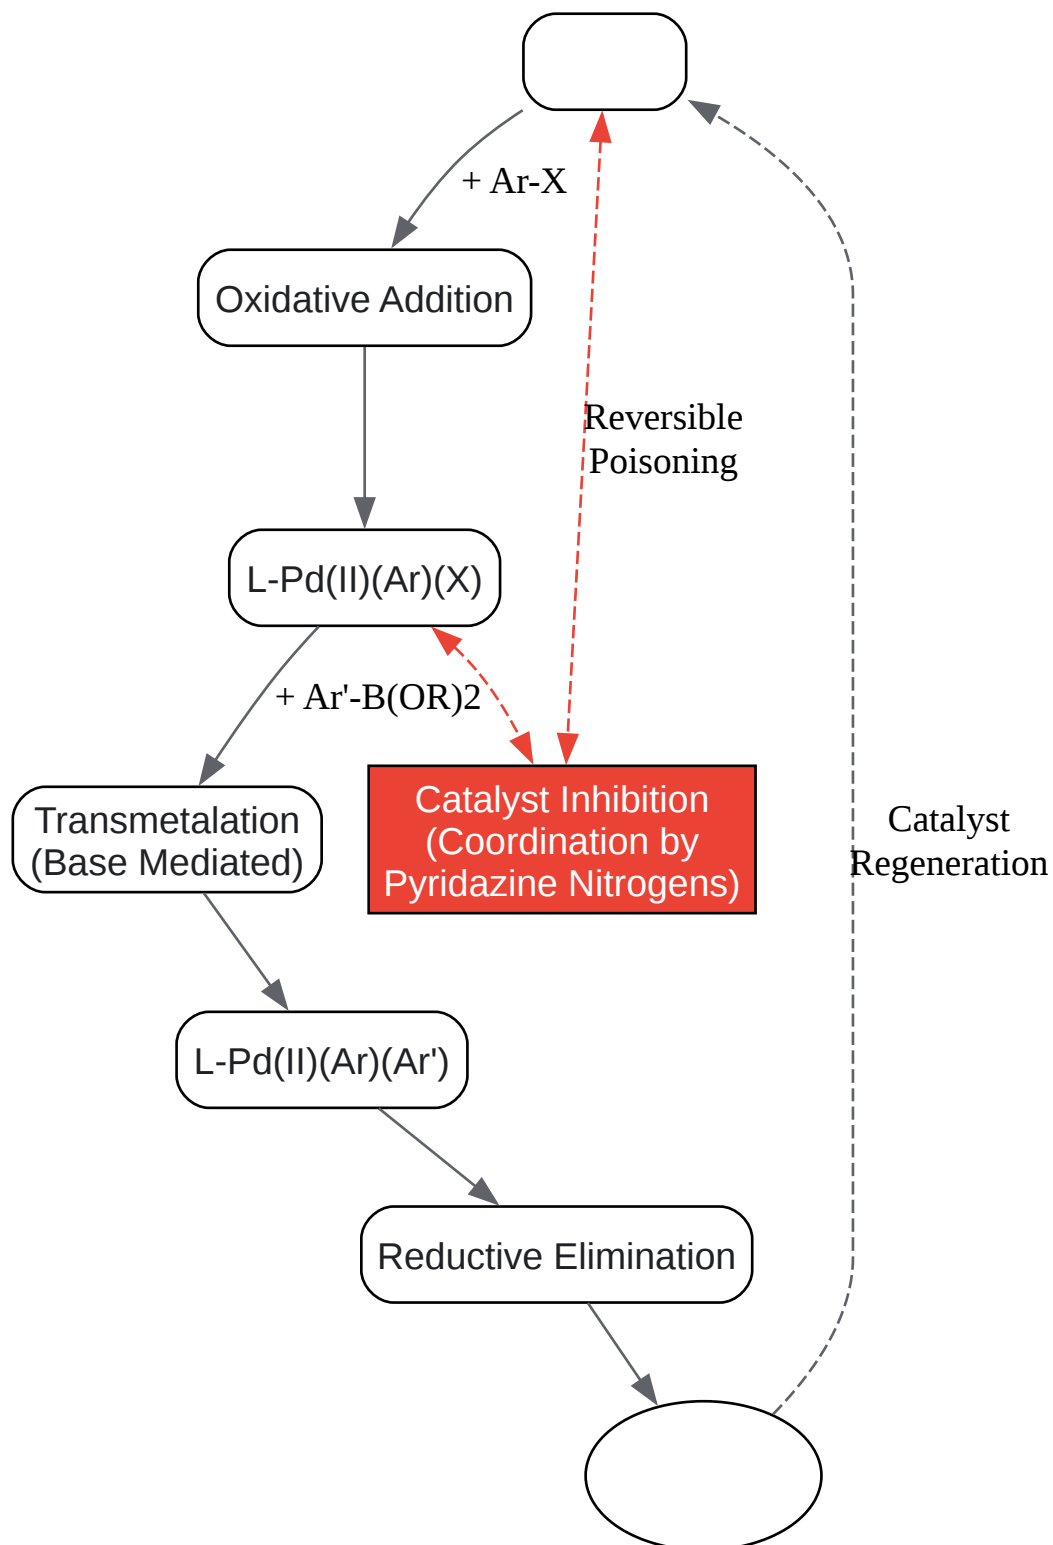 + Ar-X
Oxidative Addition
Reversible
Poisoning
L-Pd(II)(Ar)(X)
+ Ar'-B(OR)2
Transmetalation
(Base Mediated)
Catalyst Inhibition
(Coordination by
Pyridazine Nitrogens)
Catalyst
Regeneration
L-Pd(II)(Ar)(Ar')
Reductive Elimination